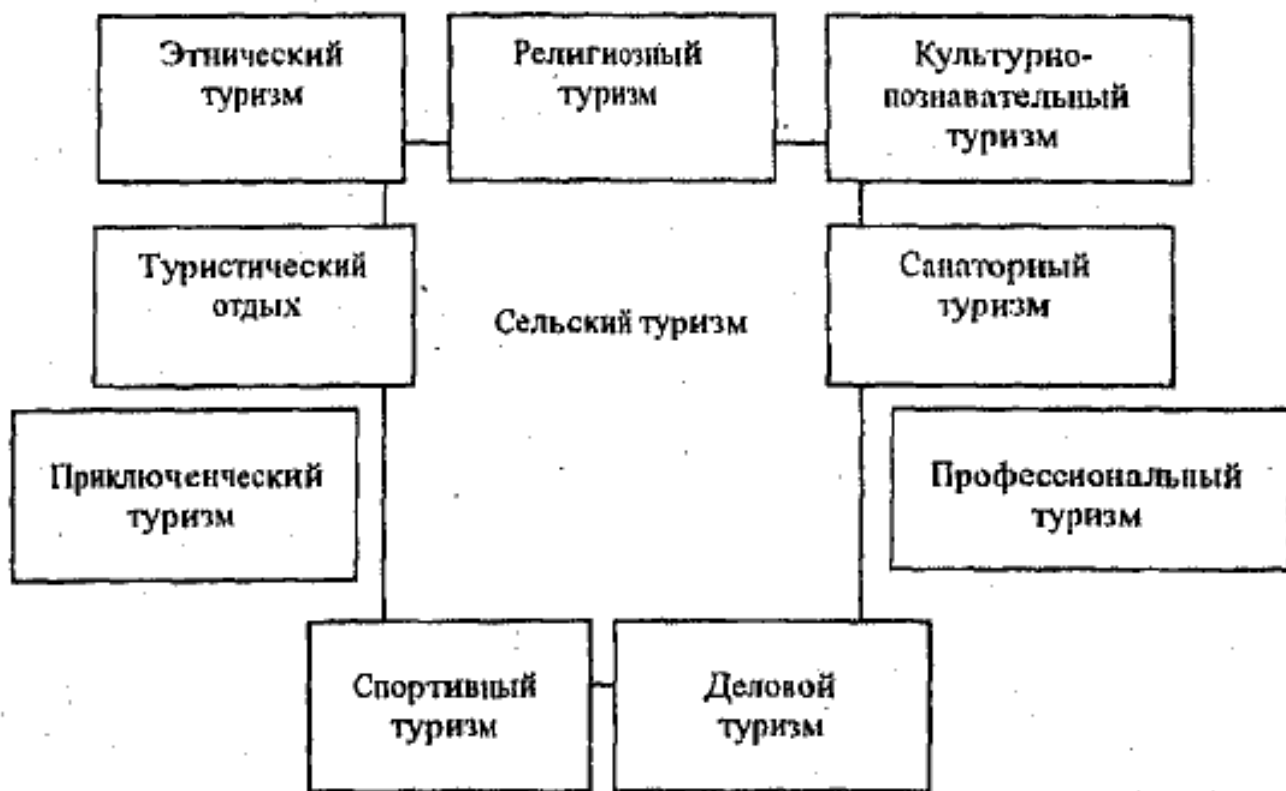 Этнический
туризм
Религиозный
туризм
Культурно-
познавательный
туризм
Туристический
отдых
Сельский туризм
Санаторный
туризм
Приключенческий
туризм
Профессиональный
туризм
Спортивный
туризм
Деловой
туризм